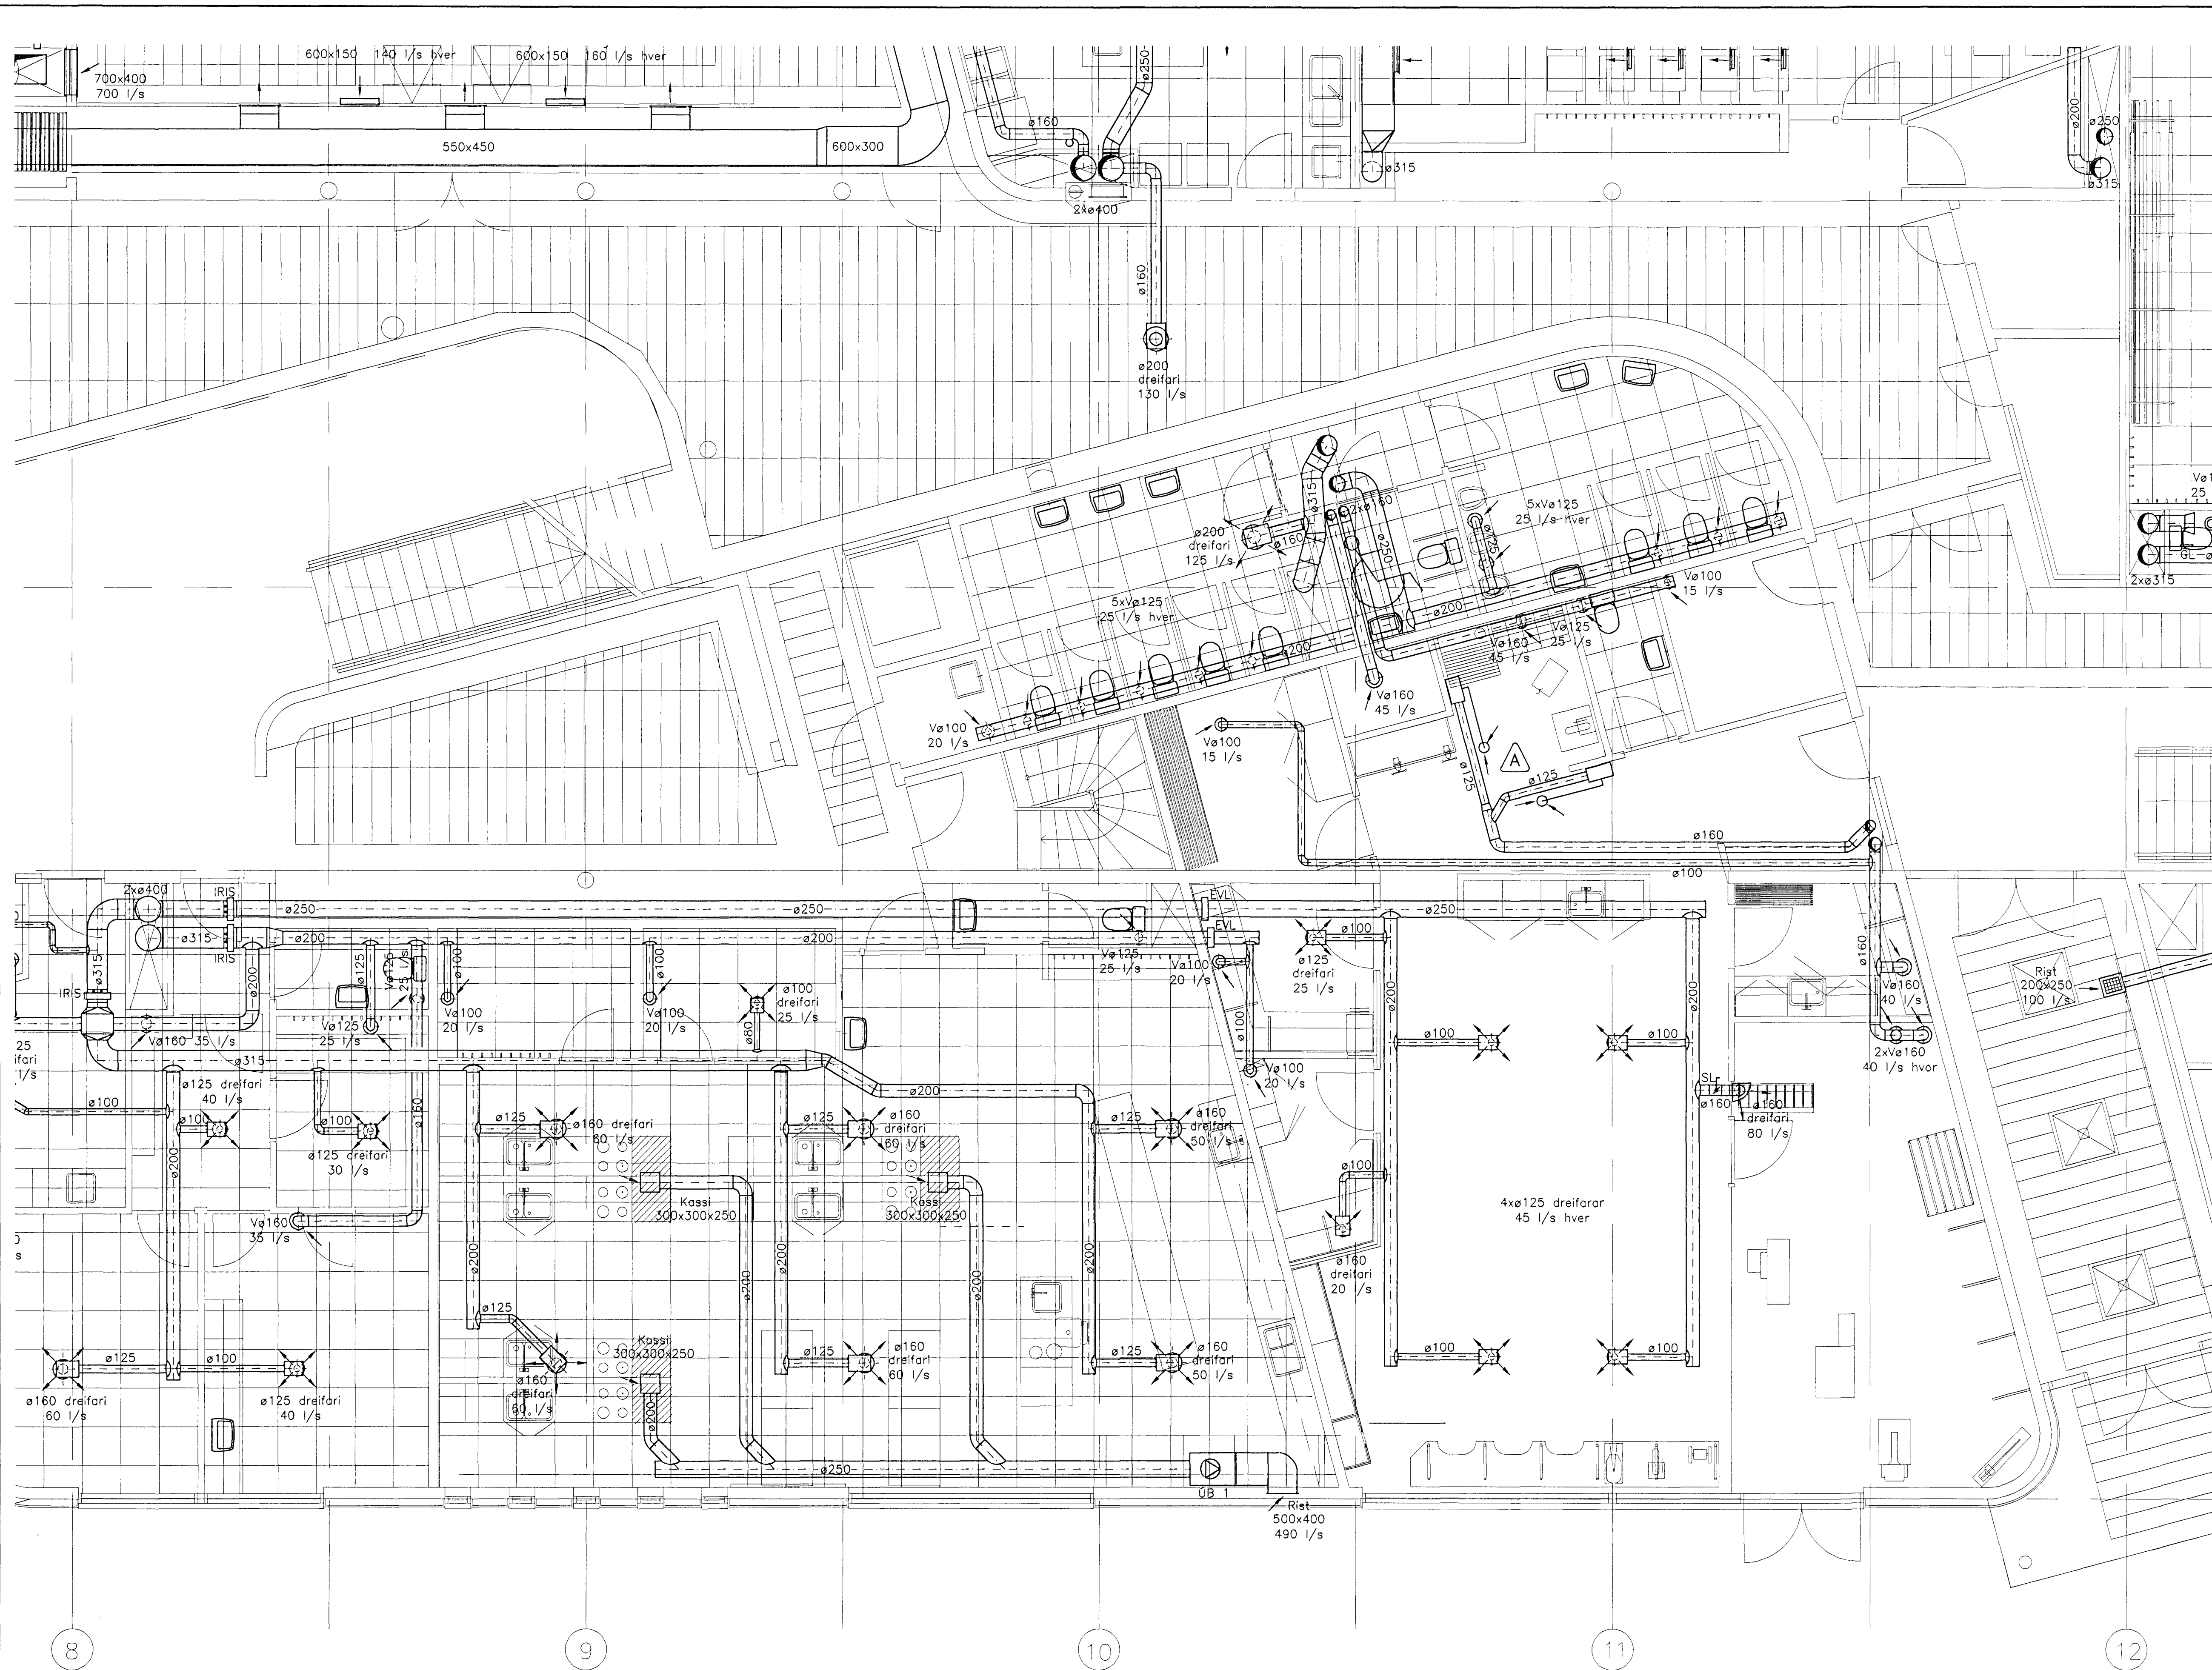 600x150 140 l/s hver
600x150 160 l/s hver
700x400
700 l/s
550x450
600x300
ø160
ø250
ø315
2xø400
ø160
ø200
dreifari
130 l/s
ø200
ø250
ø315
2xø315
ø315
2xø160
ø200
dreifari
125 l/s
ø160
ø250
ø125
5xVø125
25 l/s hver
5xVø125
25 l/s hver
ø200
ø200
Vø100
15 l/s
Vø125
25 l/s
Vø160
45 l/s
Vø160
45 l/s
Vø100
20 l/s
Vø100
15 l/s
A
ø125
ø125
ø160
ø100
2xø400
IRIS
ø250
ø250
EVL
ø250
ø315
IRIS
ø200
ø200
EVL
ø315
IRIS
ø200
ø125
Vø125
25 l/s
ø100
ø100
Vø125
25 l/s
Vø100
20 l/s
ø100
ø125
dreifari
25 l/s
Vø160 35 l/s
Vø125
25 l/s
Vø100
20 l/s
Vø100
20 l/s
ø100
dreifari
25 l/s
ø80
ø100
Vø100
20 l/s
ø200
ø200
ø160
Vø160
40 l/s
2xVø160
40 l/s hvor
Rist
200x250
100 l/s
ø100
ø100
ø315
ø200
ø125 dreifari
40 l/s
ø100
ø100
ø100
ø125 dreifari
30 l/s
ø160
ø200
ø125
ø160 dreifari
60 l/s
ø125
ø160
dreifari
60 l/s
ø125
ø160
dreifari
50 l/s
SL
ø160
ø160
dreifari
80 l/s
Kassi
300x300x250
Kassi
300x300x250
ø100
ø160
dreifari
20 l/s
4xø125 dreifarar
45 l/s hver
Vø160
35 l/s
ø200
ø200
ø200
ø200
ø200
ø125
Kassi
300x300x250
ø160
dreifari
60 l/s
ø200
ø125
ø160
dreifari
60 l/s
ø125
ø160
dreifari
50 l/s
ø100
ø100
ø125
ø100
ø160 dreifari
60 l/s
ø125 dreifari
40 l/s
ø250
ÚB 1
Rist
500x400
490 l/s
8
9
10
11
12